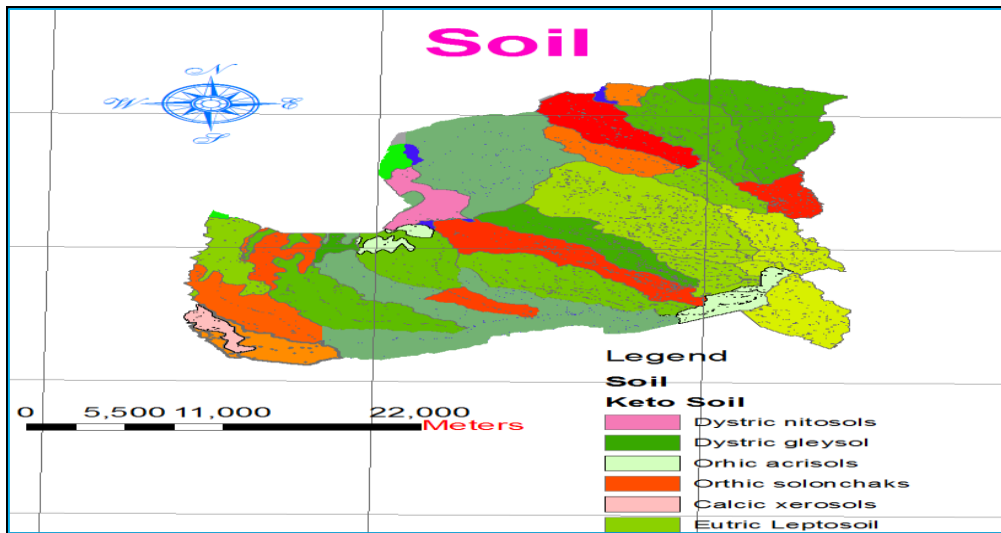 Soil
N
W E
S
Legend
Soil
Keto Soil
0 5,500 11,000 22,000
Meters
Dystric nitosols
Dystric gleysol
Orhic acrisols
Orthic solonchaks
Calcic xerosols
Eutric Leptosoil